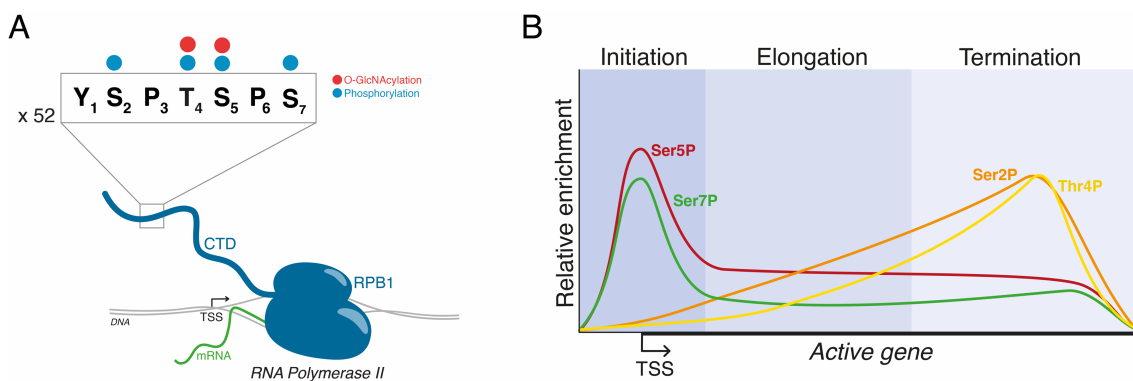 A
O-GlcNAcylation
Phosphorylation
Y1 S2 P3 T4 S5 P6 S7
x 52
CTD
RPB1
TSS
DNA
mRNA
RNA Polymerase II
B
Initiation Elongation Termination
Relative enrichment
Ser5P
Ser7P
Ser2P
Thr4P
TSS
Active gene